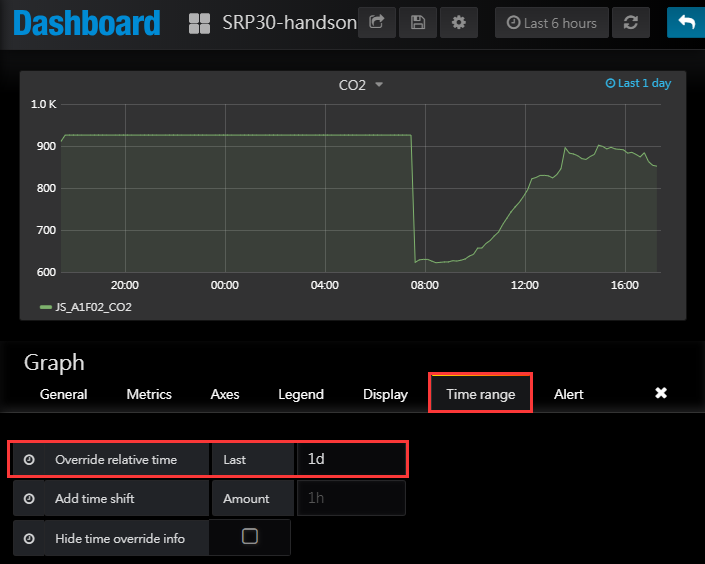 Dashboard SRP30-handson Last 6 hours
CO2 Last 1 day
1.0 K
900
800
700
600
20:00 00:00 04:00 08:00 12:00 16:00
JS_A1F02_CO2
Graph
General Metrics Axes Legend Display Time range Alert
Override relative time Last 1d
Add time shift Amount 1h
Hide time override info